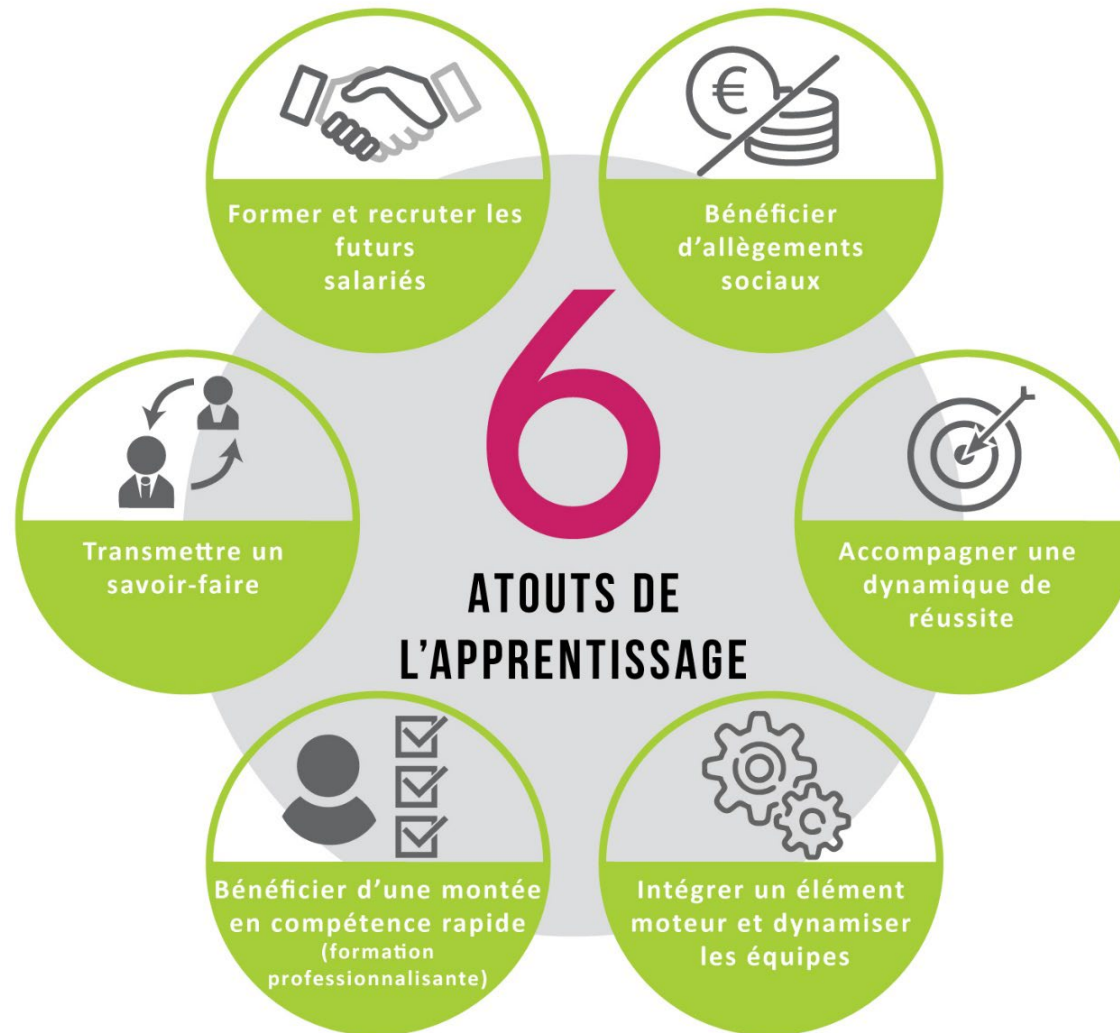 Former et recruter les
futurs
salariés
Bénéficier
d'allègements
sociaux
€
6
ATOUTS DE
L'APPRENTISSAGE
Transmettre un
savoir-faire
Accompagner une
dynamique de
réussite
Bénéficier d'une montée
en compétence rapide
(formation
professionnalisante)
Intégrer un élément
moteur et dynamiser
les équipes